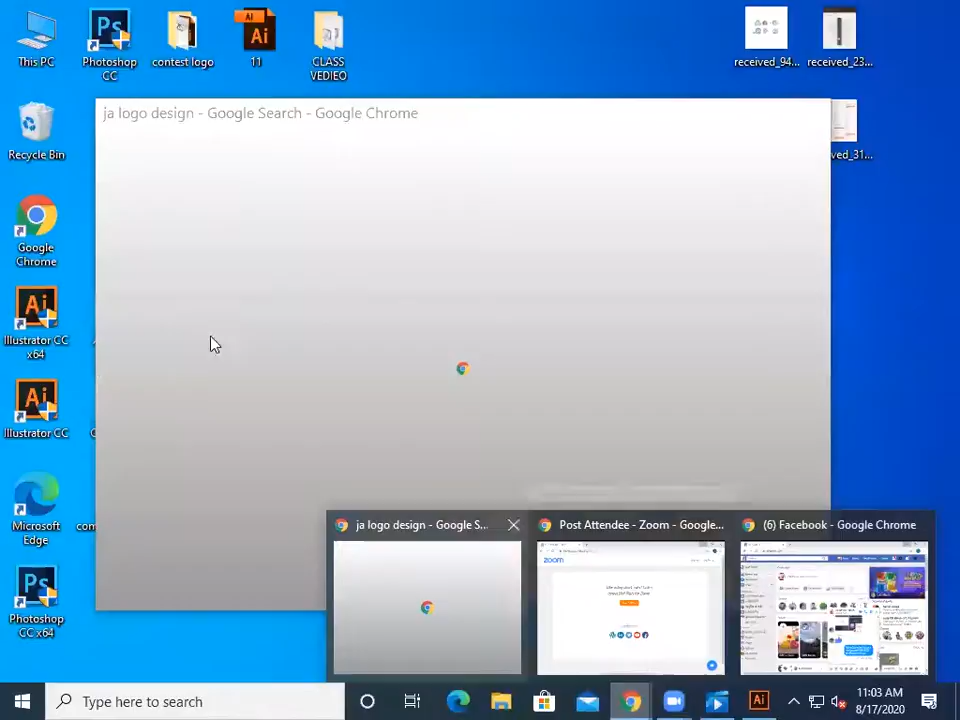 This PC
Photoshop
CC
contest logo
11
CLASS
VEDIEO
received_94...
received_23...
ja logo design - Google Search - Google Chrome
Recycle Bin
ved_31...
Google
Chrome
Illustrator CC
x64
Illustrator CC
Microsoft
Edge
com
Photoshop
CC x64
ja logo design - Google S...
Post Attendee - Zoom - Google...
(6) Facebook - Google Chrome
zoom
Type here to search
11:03 AM
8/17/2020